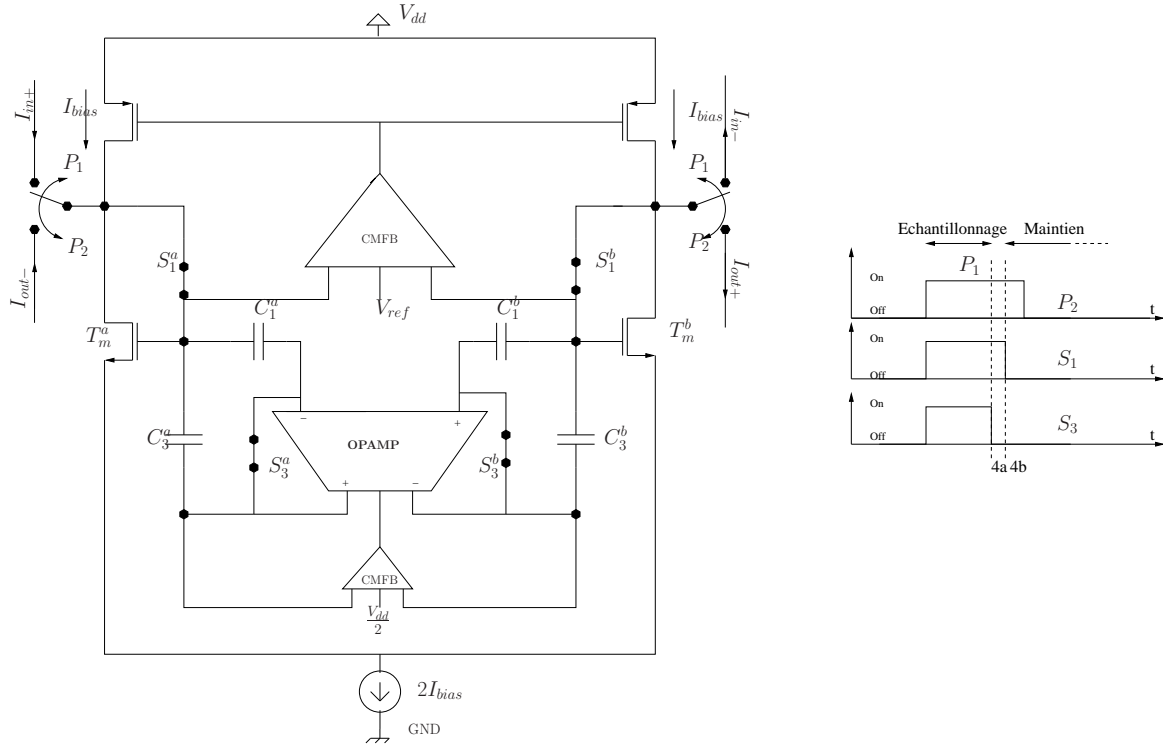 V_dd
I_in+
I_bias
I_bias
I_in−
P_1
P_1
P_2
P_2
CMFB
S_1^a
S_1^b
I_out−
I_out+
C_1^a
V_ref
C_1^b
T_m^a
T_m^b
−
+
C_3^a
OPAMP
C_3^b
S_3^a
S_3^b
+
−
CMFB
V_dd
2
2I_bias
GND
Echantillonnage
Maintien
On
P_1
Off
P_2
t
On
Off
S_1
t
On
Off
S_3
t
4a
4b